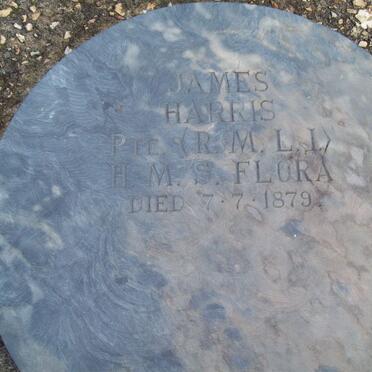 JAMES
HARRIS
PTE. (R.M.L.I.)
H.M.S. FLORA
DIED 7·7·1879.